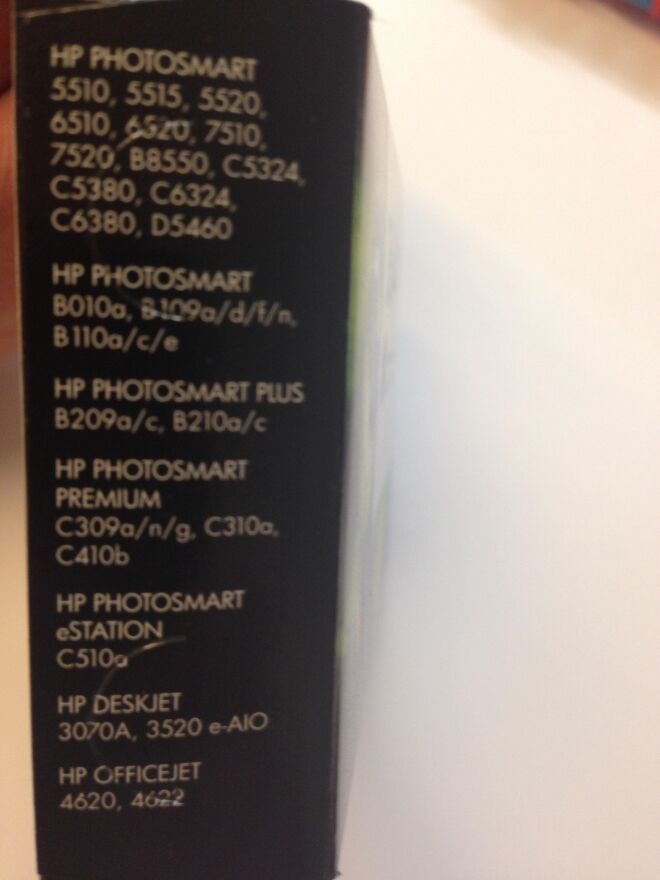 HP PHOTOSMART
5510, 5515, 5520,
6510, 6520, 7510,
7520, B8550, C5324,
C5380, C6324,
C6380, D5460
HP PHOTOSMART
B010a, B109a/d/f/n,
B110a/c/e
HP PHOTOSMART PLUS
B209a/c, B210a/c
HP PHOTOSMART
PREMIUM
C309a/n/g, C310a,
C410b
HP PHOTOSMART
eSTATION
C510a
HP DESKJET
3070A, 3520 e-AIO
HP OFFICEJET
4620, 4622